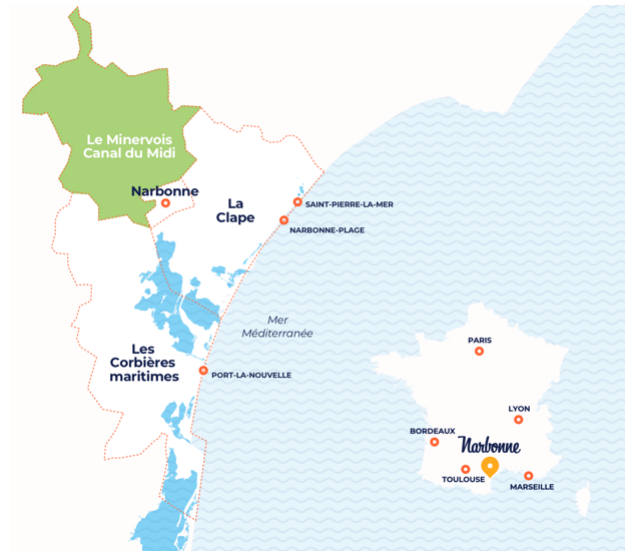 Le Minervois
Canal du Midi
Narbonne
La
Clape
SAINT-PIERRE-LA-MER
NARBONNE-PLAGE
Mer
Méditerranée
Les
Corbières
maritimes
PORT-LA-NOUVELLE
PARIS
LYON
BORDEAUX
Narbonne
TOULOUSE
MARSEILLE